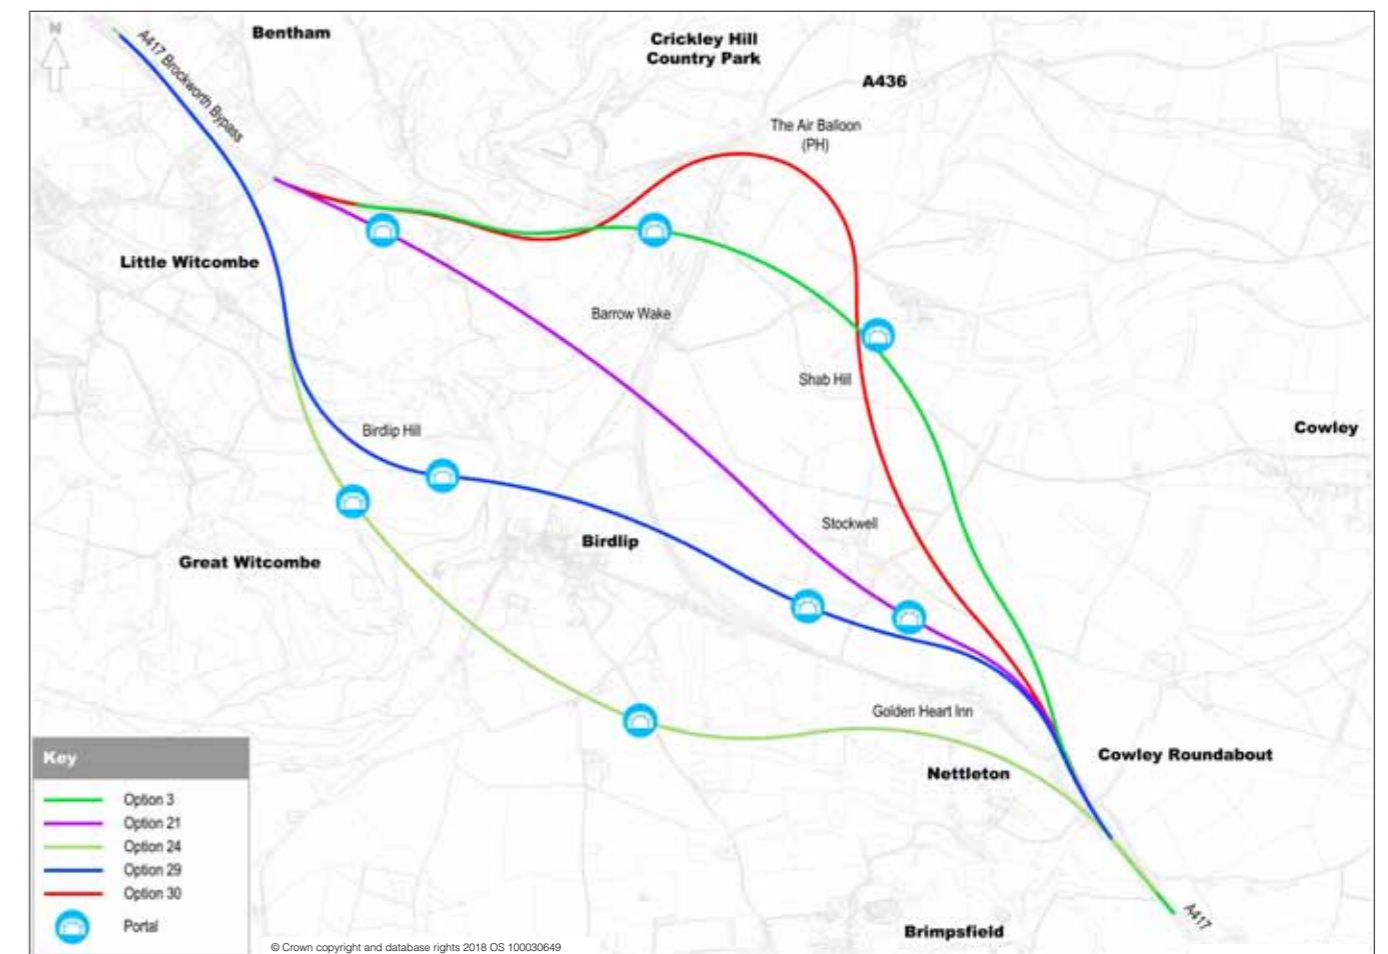 N
Bentham
Crickley Hill
Country Park
A436
A417 Brockworth Bypass
The Air Balloon
(PH)
Little Witcombe
Barrow Wake
Shab Hill
Cowley
Birdlip Hill
Stockwell
Birdlip
Great Witcombe
Golden Heart Inn
Cowley Roundabout
Nettleton
A417
Brimpsfield
Key
Option 3
Option 21
Option 24
Option 29
Option 30
Portal
© Crown copyright and database rights 2018 OS 100030649